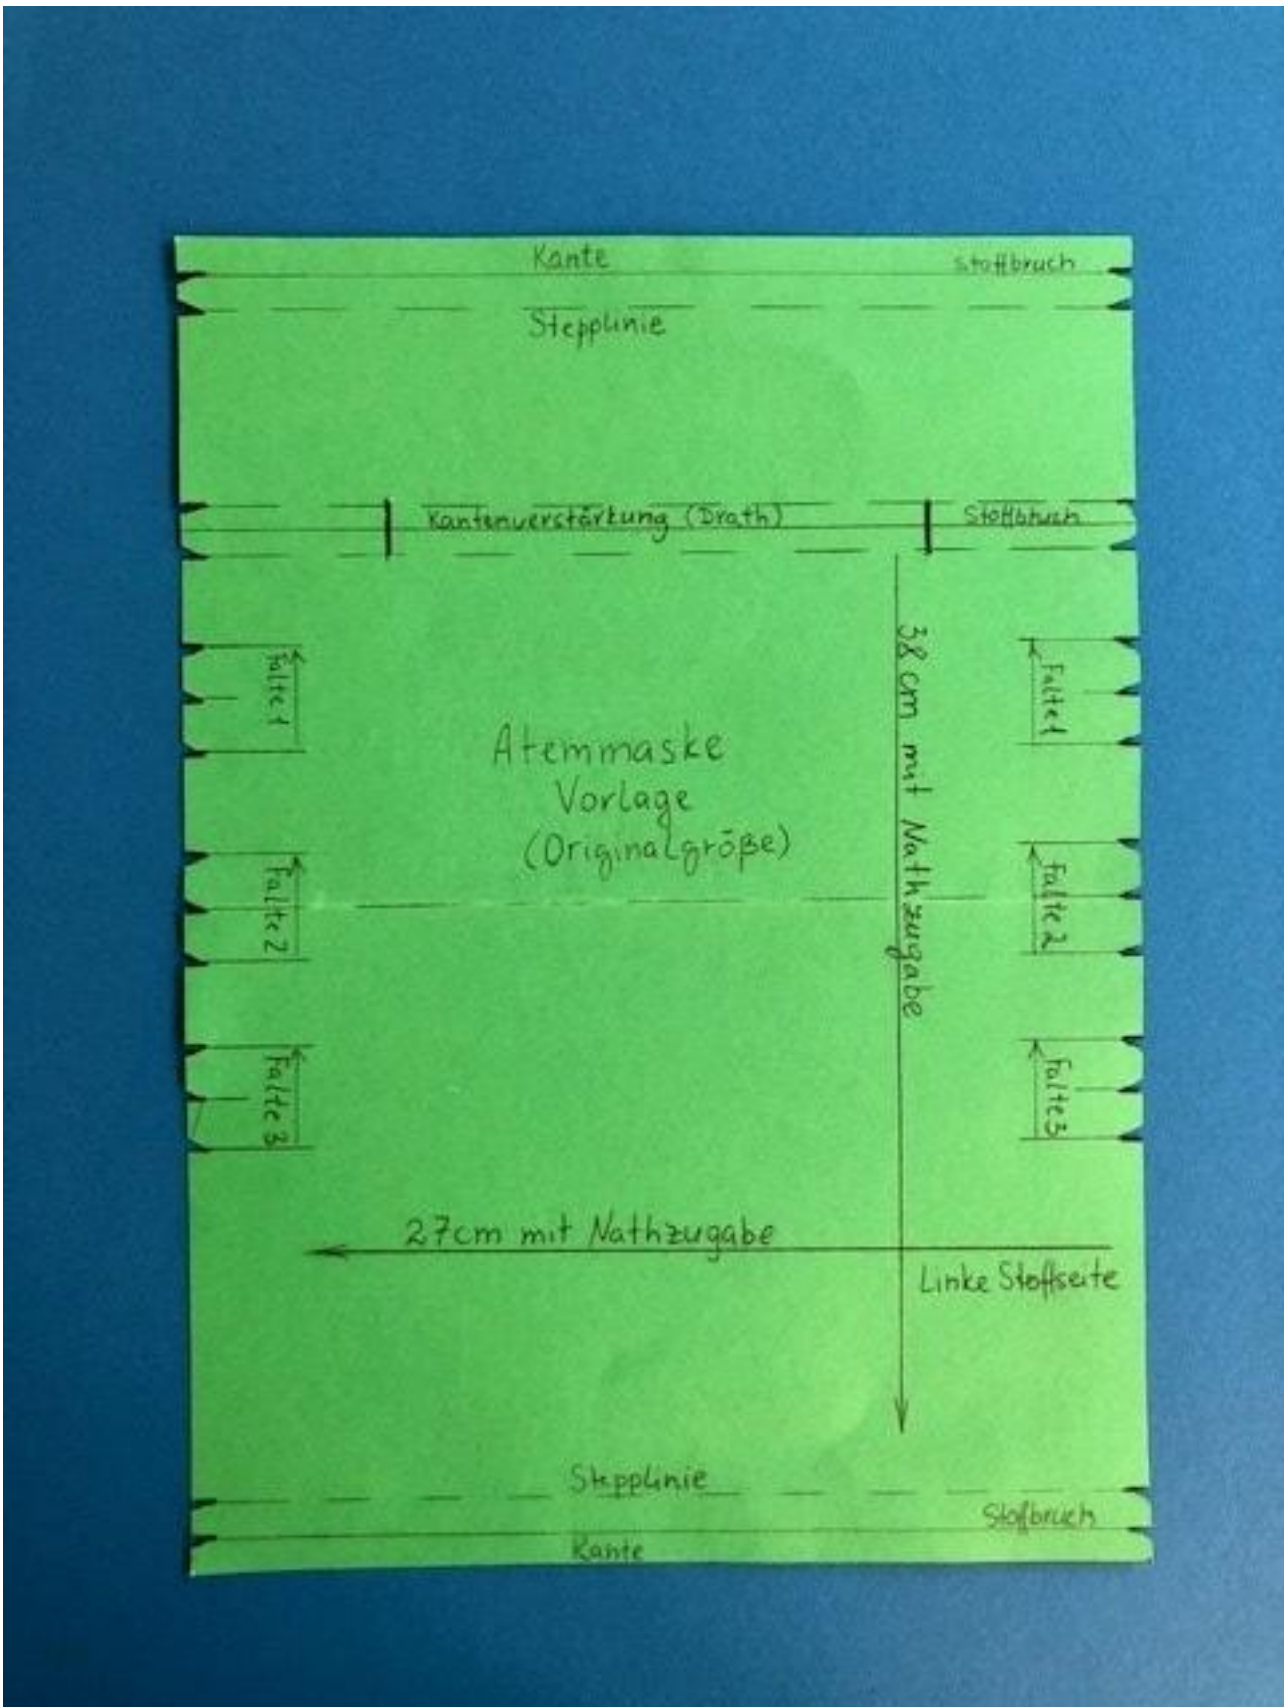 Kante
Stoffbruch
Stepplinie
Kantenverstärkung (Drath)
Stoffbruch
38 cm mit Nathzugabe
Falte 1
Falte 1
Atemmaske
Vorlage
(Originalgröße)
Falte 2
Falte 2
Falte 3
Falte 3
27cm mit Nathzugabe
Linke Stoffseite
Stepplinie
Stoffbruch
Kante